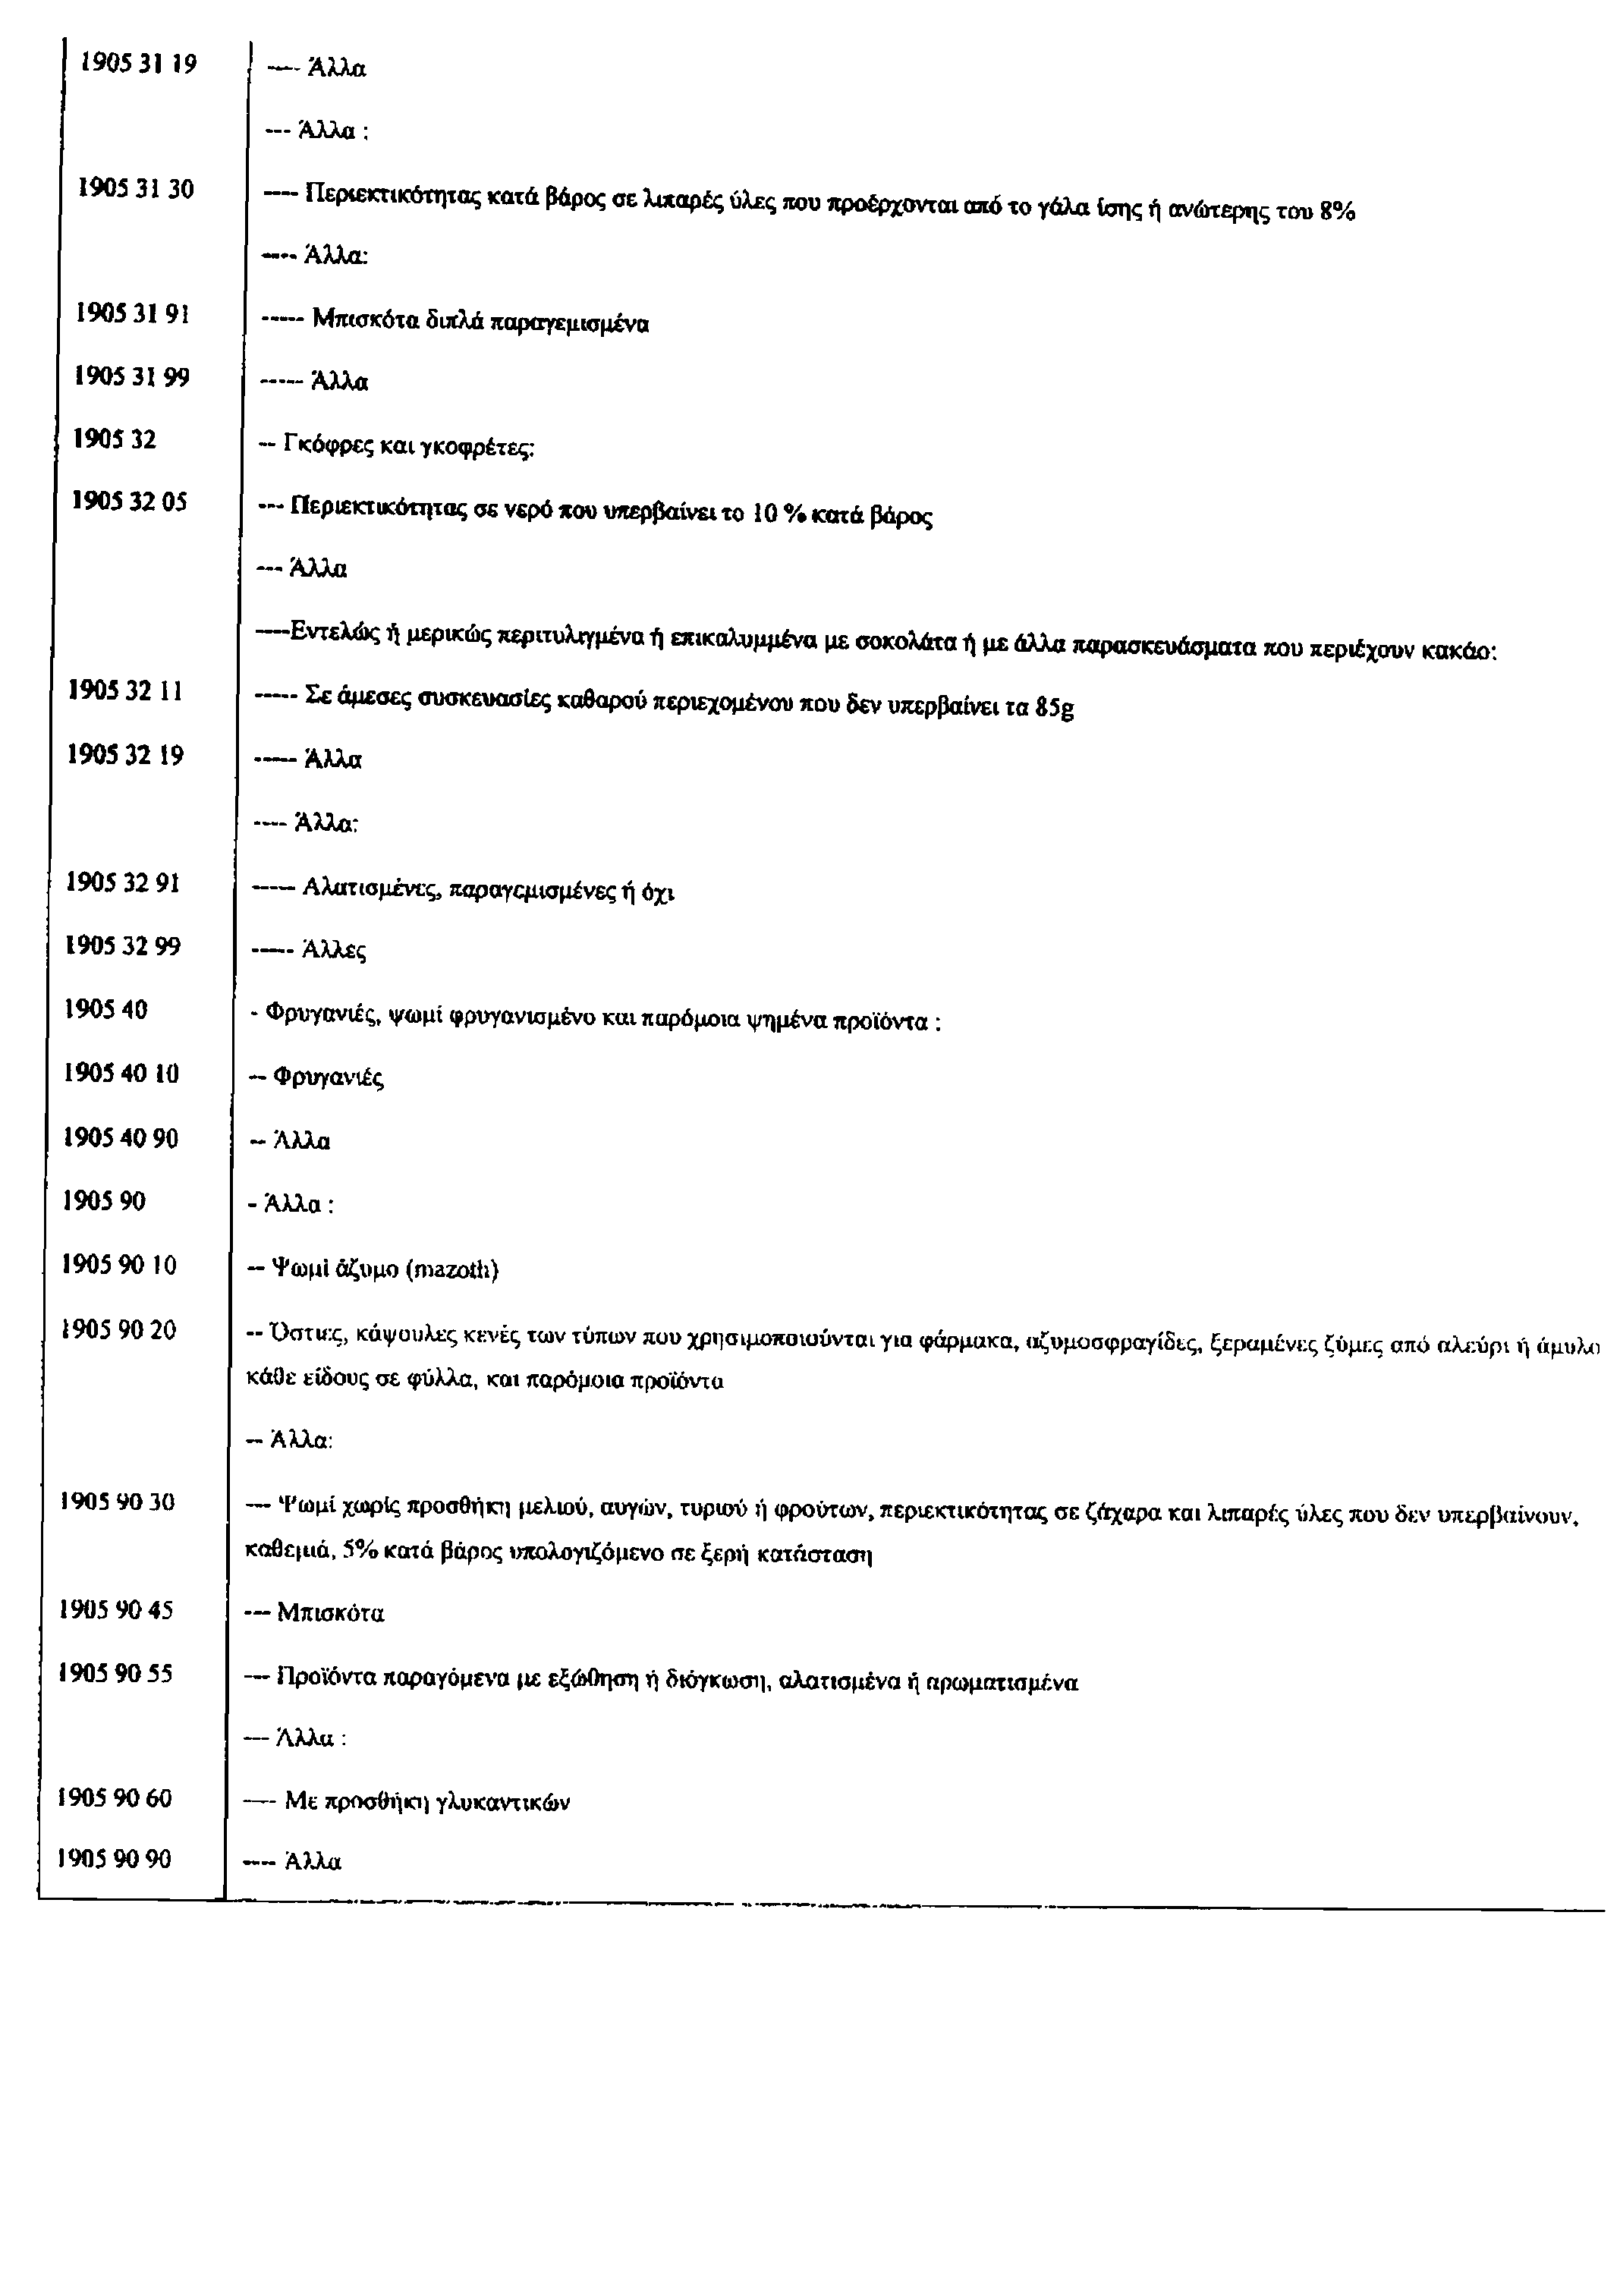 1905 31 19 ---- Άλλα
--- Άλλα :
1905 31 30 ---- Περιεκτικότητας κατά βάρος σε λιπαρές ύλες που προέρχονται από το γάλα ίσης ή ανώτερης του 8%
---- Άλλα:
1905 31 91 ----- Μπισκότα διπλά παραγεμισμένα
1905 31 99 ----- Άλλα
1905 32 -- Γκόφρες και γκοφρέτες:
1905 32 05 --- Περιεκτικότητας σε νερό που υπερβαίνει το 10 % κατά βάρος
--- Άλλα
----Εντελώς ή μερικώς περιτυλιγμένα ή επικαλυμμένα με σοκολάτα ή με άλλα παρασκευάσματα που περιέχουν κακάο:
1905 32 11 ----- Σε άμεσες συσκευασίες καθαρού περιεχομένου που δεν υπερβαίνει τα 85g
1905 32 19 ----- Άλλα
---- Άλλα:
1905 32 91 ----- Αλατισμένες, παραγεμισμένες ή όχι
1905 32 99 ----- Άλλες
1905 40 - Φρυγανιές, ψωμί φρυγανισμένο και παρόμοια ψημένα προϊόντα :
1905 40 10 -- Φρυγανιές
1905 40 90 -- Άλλα
1905 90 - Άλλα :
1905 90 10 -- Ψωμί άζυμο (mazoth)
1905 90 20 -- Όστιες, κάψουλες κενές των τύπων που χρησιμοποιούνται για φάρμακα, αζυμοσφραγίδες, ξεραμένες ζύμες από αλεύρι ή άμυλο
κάθε είδους σε φύλλα, και παρόμοια προϊόντα
-- Άλλα:
1905 90 30 --- Ψωμί χωρίς προσθήκη μελιού, αυγών, τυριού ή φρούτων, περιεκτικότητας σε ζάχαρα και λιπαρές ύλες που δεν υπερβαίνουν,
καθεμιά, 5% κατά βάρος υπολογιζόμενο σε ξερή κατάσταση
1905 90 45 --- Μπισκότα
1905 90 55 --- Προϊόντα παραγόμενα με εξώθηση ή διόγκωση, αλατισμένα ή αρωματισμένα
--- Άλλα :
1905 90 60 ---- Με προσθήκη γλυκαντικών
1905 90 90 ---- Άλλα